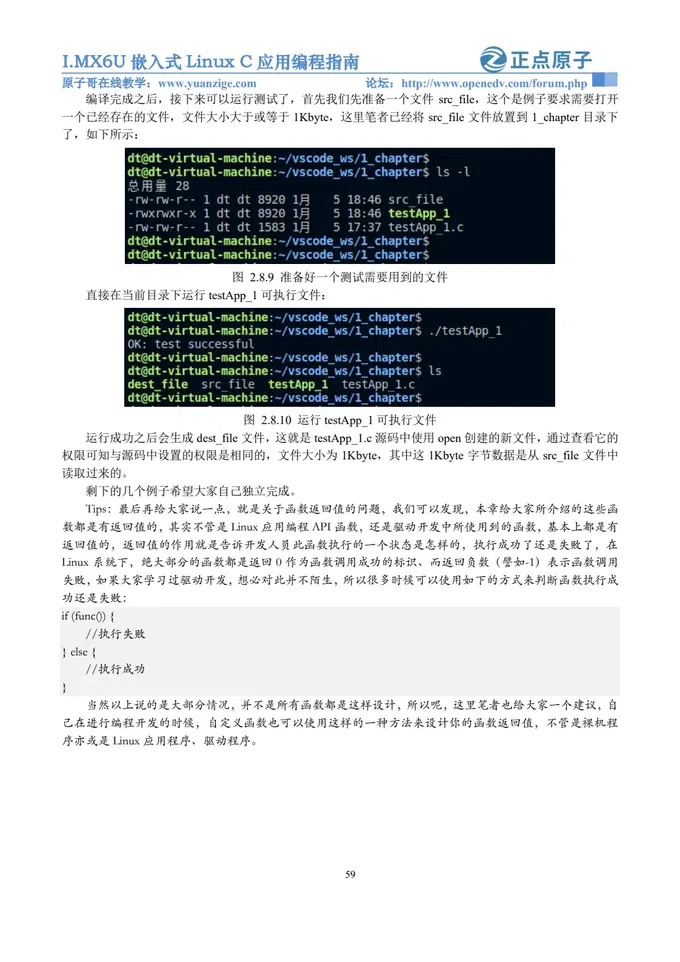 I.MX6U 嵌入式 Linux C 应用编程指南
正点原子
原子哥在线教学：www.yuanzige.com 论坛：http://www.openedv.com/forum.php
编译完成之后，接下来可以运行测试了，首先我们先准备一个文件 src_file，这个是例子要求需要打开
一个已经存在的文件，文件大小大于或等于 1Kbyte，这里笔者已经将 src_file 文件放置到 1_chapter 目录下
了，如下所示：
dt@dt-virtual-machine:~/vscode_ws/1_chapter$
dt@dt-virtual-machine:~/vscode_ws/1_chapter$ ls -l
总用量 28
-rw-rw-r-- 1 dt dt 8920 1月 5 18:46 src_file
-rwxrwxr-x 1 dt dt 8920 1月 5 18:46 testApp_1
-rw-rw-r-- 1 dt dt 1583 1月 5 17:37 testApp_1.c
dt@dt-virtual-machine:~/vscode_ws/1_chapter$
dt@dt-virtual-machine:~/vscode_ws/1_chapter$
图 2.8.9 准备好一个测试需要用到的文件
直接在当前目录下运行 testApp_1 可执行文件：
dt@dt-virtual-machine:~/vscode_ws/1_chapter$
dt@dt-virtual-machine:~/vscode_ws/1_chapter$ ./testApp_1
OK: test successful
dt@dt-virtual-machine:~/vscode_ws/1_chapter$
dt@dt-virtual-machine:~/vscode_ws/1_chapter$ ls
dest_file src_file testApp_1 testApp_1.c
dt@dt-virtual-machine:~/vscode_ws/1_chapter$
图 2.8.10 运行 testApp_1 可执行文件
运行成功之后会生成 dest_file 文件，这就是 testApp_1.c 源码中使用 open 创建的新文件，通过查看它的
权限可知与源码中设置的权限是相同的，文件大小为 1Kbyte，其中这 1Kbyte 字节数据是从 src_file 文件中
读取过来的。
剩下的几个例子希望大家自己独立完成。
Tips：最后再给大家说一点，就是关于函数返回值的问题，我们可以发现，本章给大家所介绍的这些函
数都是有返回值的，其实不管是 Linux 应用编程 API 函数，还是驱动开发中所使用到的函数，基本上都是有
返回值的，返回值的作用就是告诉开发人员此函数执行的一个状态是怎样的，执行成功了还是失败了，在
Linux 系统下，绝大部分的函数都是返回 0 作为函数调用成功的标识、而返回负数（譬如-1）表示函数调用
失败，如果大家学习过驱动开发，想必对此并不陌生，所以很多时候可以使用如下的方式来判断函数执行成
功还是失败：
if (func()) {
//执行失败
} else {
//执行成功
}
当然以上说的是大部分情况，并不是所有函数都是这样设计，所以呢，这里笔者也给大家一个建议，自
己在进行编程开发的时候，自定义函数也可以使用这样的一种方法来设计你的函数返回值，不管是裸机程
序亦或是 Linux 应用程序、驱动程序。
59